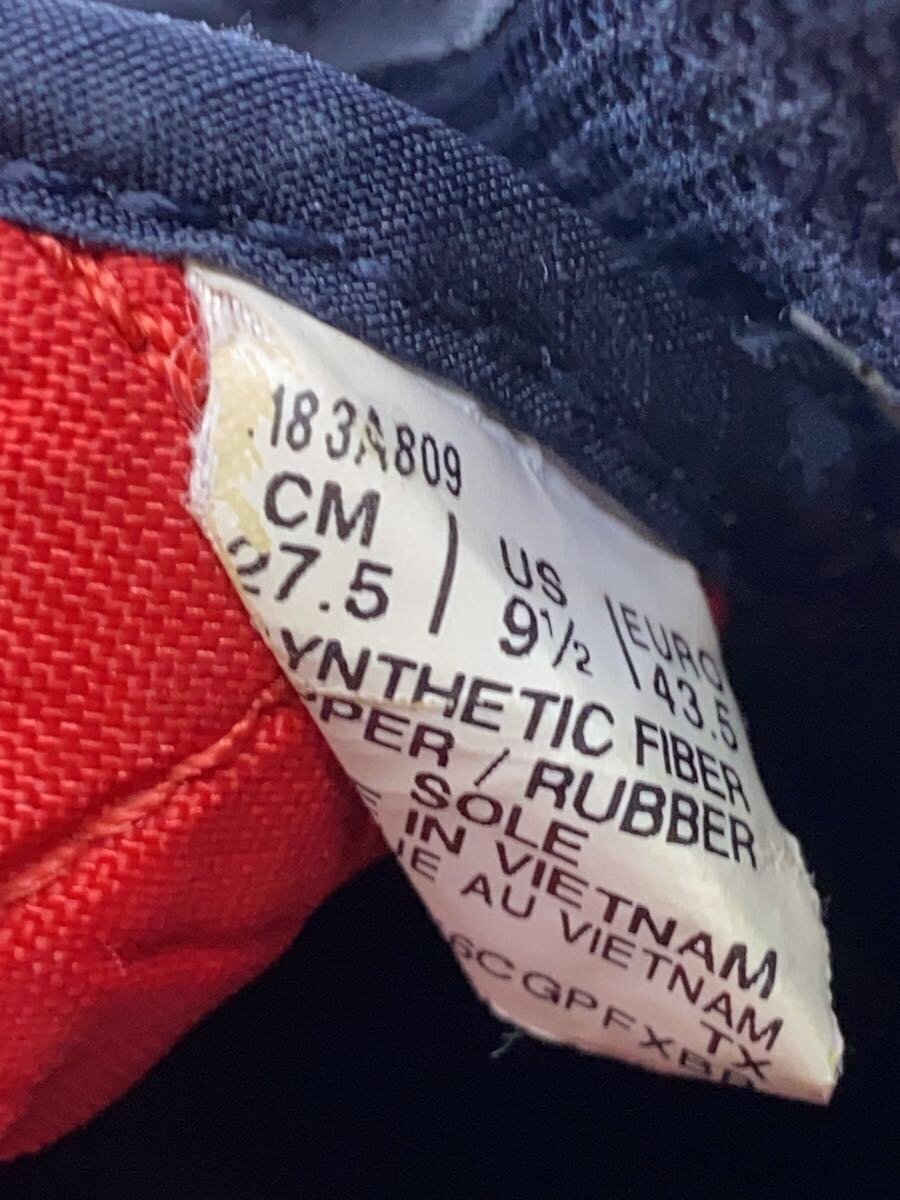 183A809
CM | US | EURO
27.5 9½ 43.5
YNTHETIC FIBER
PER / RUBBER
SOLE
IN VIETNAM
AU VIETNAM
TX
6CGPFXB